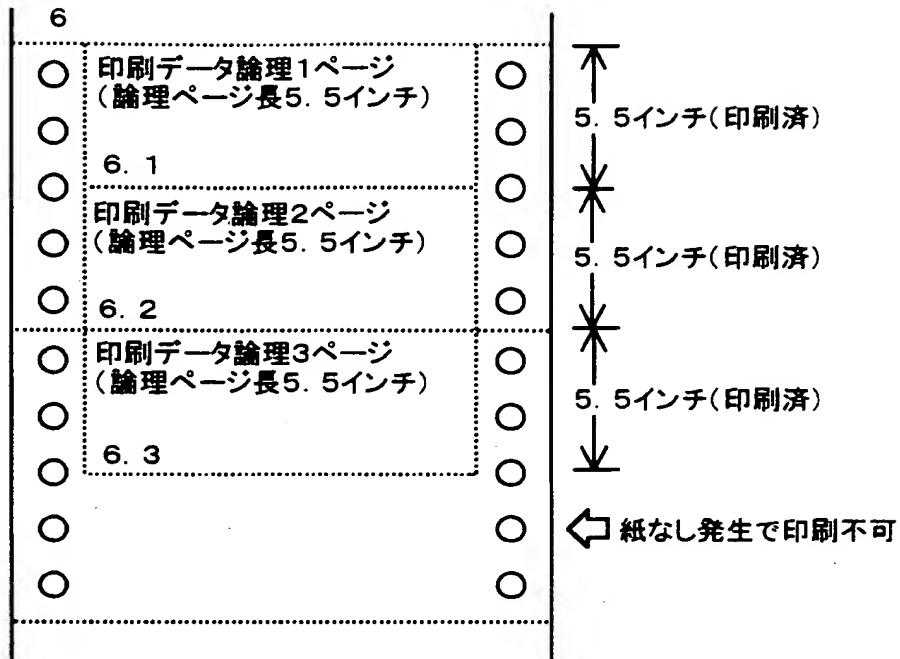 6
印刷データ論理1ページ
(論理ページ長5.5インチ)
6.1
5.5インチ(印刷済)
印刷データ論理2ページ
(論理ページ長5.5インチ)
6.2
5.5インチ(印刷済)
印刷データ論理3ページ
(論理ページ長5.5インチ)
6.3
5.5インチ(印刷済)
紙なし発生で印刷不可